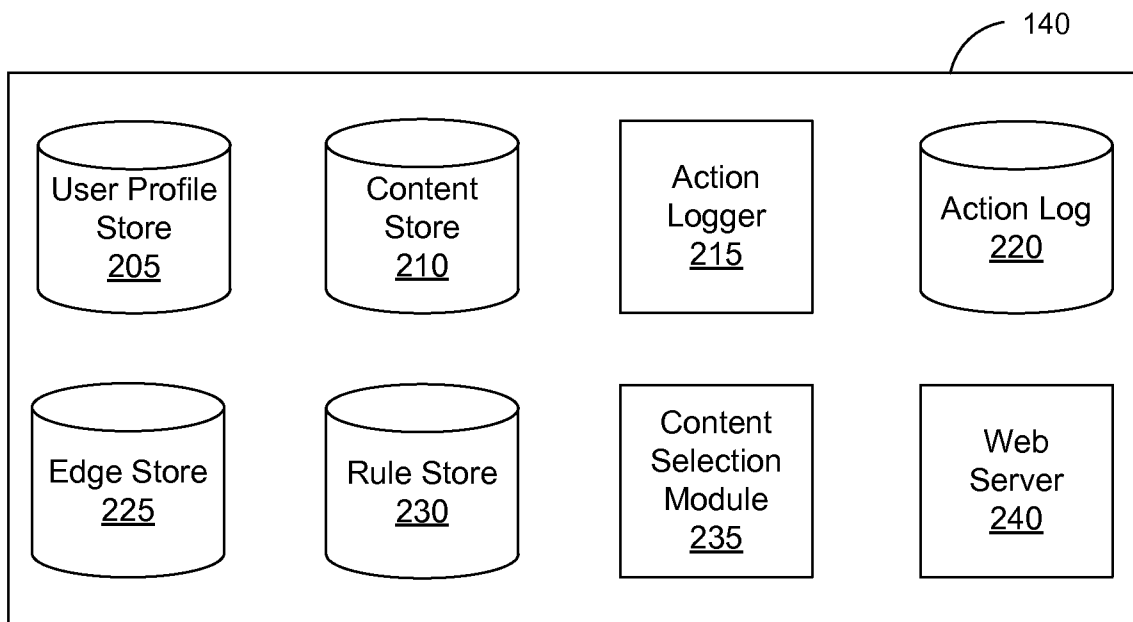 140
User Profile
Store
205
Content
Store
210
Action
Logger
215
Action Log
220
Edge Store
225
Rule Store
230
Content
Selection
Module
235
Web
Server
240